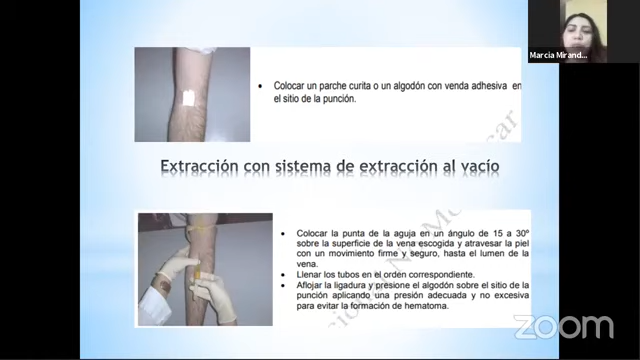 Marcia Mirand...
• Colocar un parche curita o un algodón con venda adhesiva en
el sitio de la punción.
Extracción con sistema de extracción al vacío
• Colocar la punta de la aguja en un ángulo de 15 a 30º
sobre la superficie de la vena escogida y atravesar la piel
con un movimiento firme y seguro, hasta el lumen de la
vena.
• Llenar los tubos en el orden correspondiente.
• Aflojar la ligadura y presione el algodón sobre el sitio de la
punción aplicando una presión adecuada y no excesiva
para evitar la formación de hematoma.
zoom